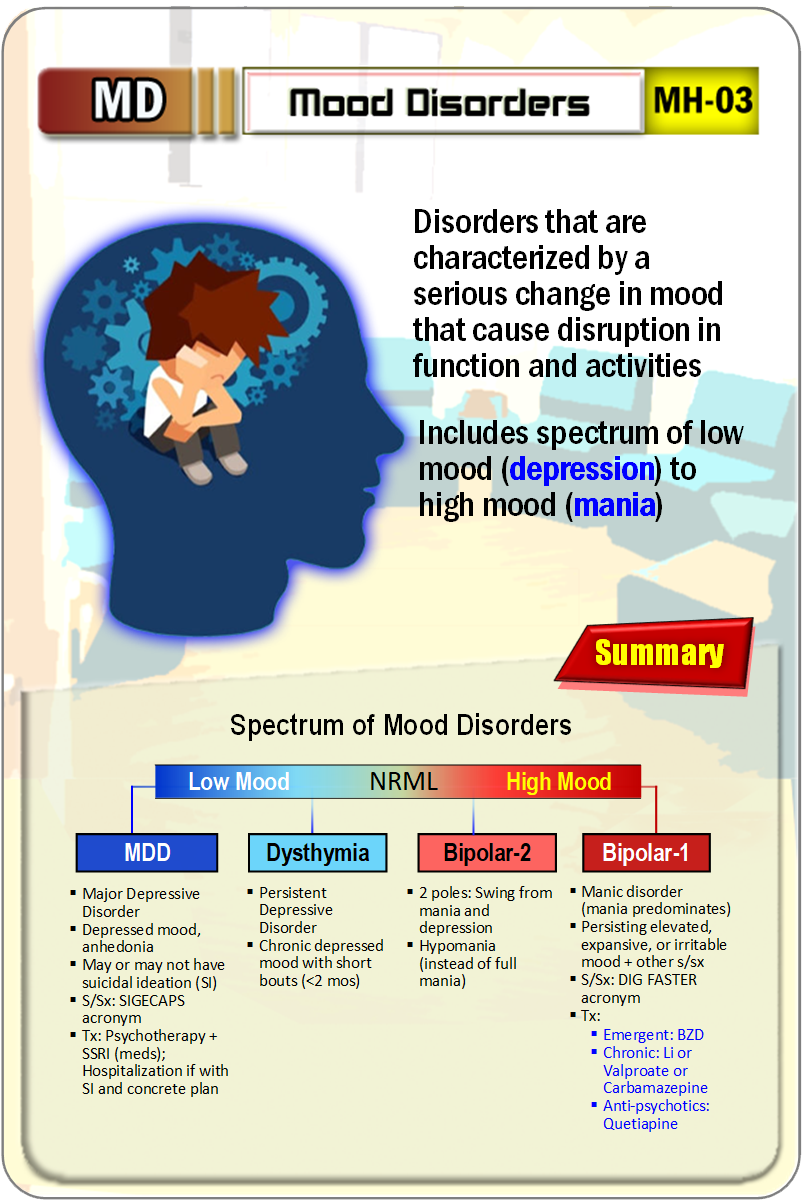 MD
Mood Disorders
MH-03
Disorders that are
characterized by a
serious change in mood
that cause disruption in
function and activities
Includes spectrum of low
mood (depression) to
high mood (mania)
Summary
Spectrum of Mood Disorders
Low Mood
NRML
High Mood
MDD
▪ Major Depressive
Disorder
▪ Depressed mood,
anhedonia
▪ May or may not have
suicidal ideation (SI)
▪ S/Sx: SIGECAPS
acronym
▪ Tx: Psychotherapy +
SSRI (meds);
Hospitalization if with
SI and concrete plan
Dysthymia
▪ Persistent
Depressive
Disorder
▪ Chronic depressed
mood with short
bouts (<2 mos)
Bipolar-2
▪ 2 poles: Swing from
mania and
depression
▪ Hypomania
(instead of full
mania)
Bipolar-1
▪ Manic disorder
(mania predominates)
▪ Persisting elevated,
expansive, or irritable
mood + other s/sx
▪ S/Sx: DIG FASTER
acronym
▪ Tx:
▪ Emergent: BZD
▪ Chronic: Li or
Valproate or
Carbamazepine
▪ Anti-psychotics:
Quetiapine